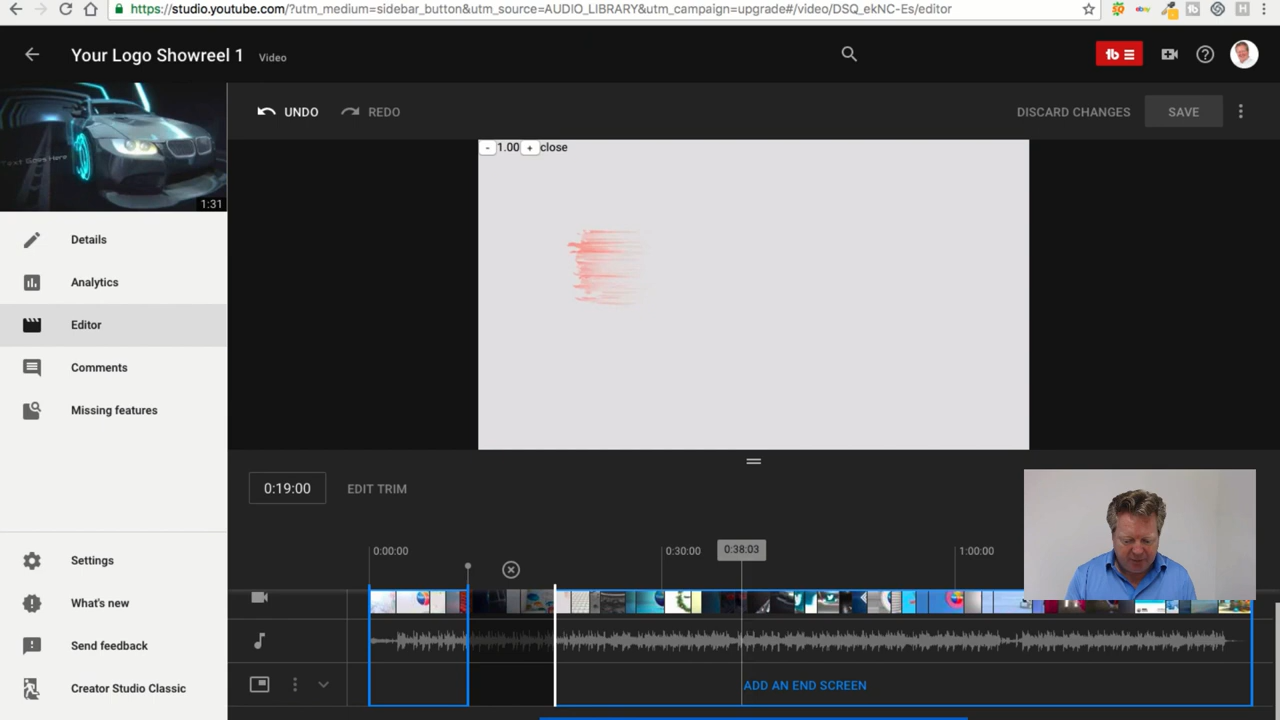 https://studio.youtube.com/?utm_medium=sidebar_button&utm_source=AUDIO_LIBRARY&utm_campaign=upgrade#/video/DSQ_ekNC-Es/editor
Your Logo Showreel 1 Video
Text Goes Here
1:31
UNDO REDO DISCARD CHANGES SAVE
- 1.00 + close
Details
Analytics
Editor
Comments
Missing features
0:19:00 EDIT TRIM
0:00:00 0:30:00 0:38:03 1:00:00
ADD AN END SCREEN
Settings
What's new
Send feedback
Creator Studio Classic